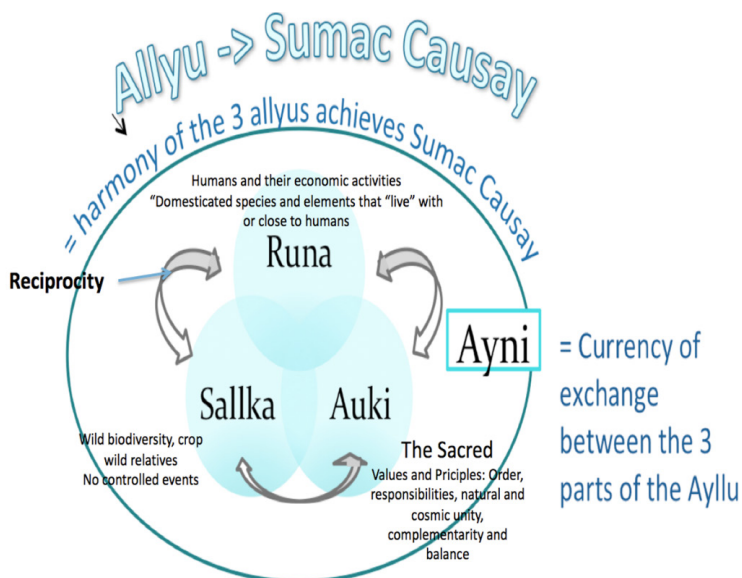 Allyu -> Sumac Causay
= harmony of the 3 allyus achieves Sumac Causay
Humans and their economic activities
"Domesticated species and elements that "live" with
or close to humans
Runa
Reciprocity
Ayni
= Currency of
exchange
between the 3
parts of the Ayllu
Sallka
Auki
Wild biodiversity, crop
wild relatives
No controlled events
The Sacred
Values and Priciples: Order,
responsibilities, natural and
cosmic unity,
complementarity and
balance